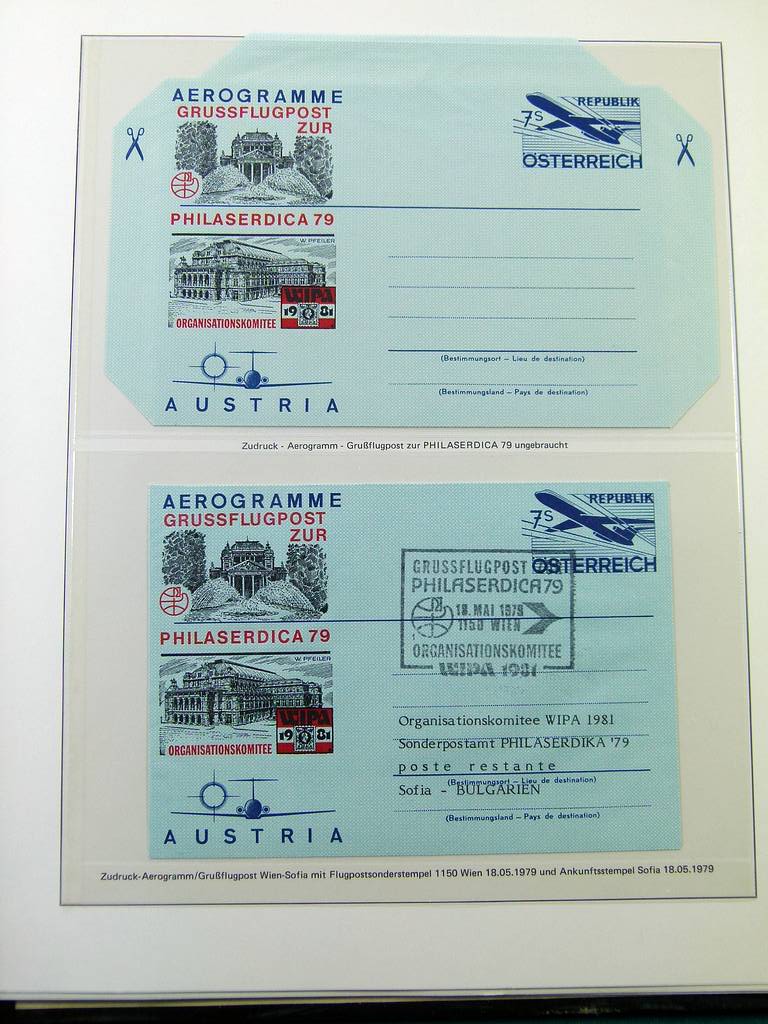 AEROGRAMME
GRUSSFLUGPOST
ZUR
REPUBLIK
7S
ÖSTERREICH
PHILASERDICA 79
W. PFEILER
WIPA
1981
ORGANISATIONSKOMITEE
(Bestimmungsort – Lieu de destination)
(Bestimmungsland – Pays de destination)
AUSTRIA
Zudruck - Aerogramm - Grußflugpost zur PHILASERDICA 79 ungebraucht
AEROGRAMME
GRUSSFLUGPOST
ZUR
REPUBLIK
7S
ÖSTERREICH
GRUSSFLUGPOST
PHILASERDICA 79
18. MAI 1979
1150 WIEN
ORGANISATIONSKOMITEE
WIPA 1981
PHILASERDICA 79
W. PFEILER
WIPA
1981
ORGANISATIONSKOMITEE
Organisationskomitee WIPA 1981
Sonderpostamt PHILASERDIKA '79
poste restante
(Bestimmungsort – Lieu de destination)
Sofia - BULGARIEN
(Bestimmungsland – Pays de destination)
AUSTRIA
Zudruck-Aerogramm/Grußflugpost Wien-Sofia mit Flugpostsonderstempel 1150 Wien 18.05.1979 und Ankunftsstempel Sofia 18.05.1979